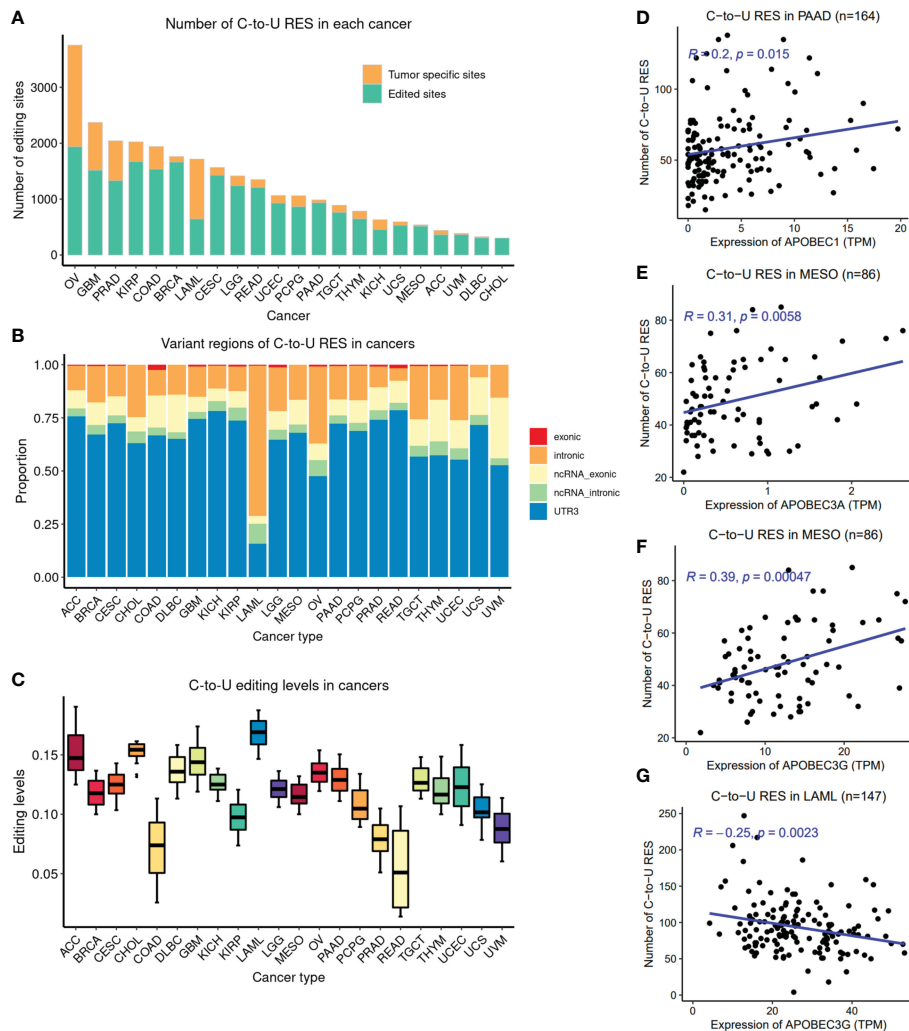 A
Number of C-to-U RES in each cancer
Number of editing sites
3000
2000
1000
0
Tumor specific sites
Edited sites
OV GBM PRAD KIRP COAD BRCA LAML CESC LGG READ UCEC PCPG PAAD TGCT THYM KICH UCS MESO ACC UVM DLBC CHOL
Cancer
B
Variant regions of C-to-U RES in cancers
Proportion
1.00
0.75
0.50
0.25
0.00
exonic
intronic
ncRNA_exonic
ncRNA_intronic
UTR3
ACC BRCA CESC CHOL COAD DLBC GBM KICH KIRP LAML LGG MESO OV PAAD PCPG PRAD READ TGCT THYM UCEC UCS UVM
Cancer type
C
C-to-U editing levels in cancers
Editing levels
0.15
0.10
0.05
ACC BRCA CESC CHOL COAD DLBC GBM KICH KIRP LAML LGG MESO OV PAAD PCPG PRAD READ TGCT THYM UCEC UCS UVM
Cancer type
D
C−to−U RES in PAAD (n=164)
R = 0.2, p = 0.015
Number of C−to−U RES
100
50
0 5 10 15 20
Expression of APOBEC1 (TPM)
E
C−to−U RES in MESO (n=86)
R = 0.31, p = 0.0058
Number of C−to−U RES
80
60
40
20
0 1 2
Expression of APOBEC3A (TPM)
F
C−to−U RES in MESO (n=86)
R = 0.39, p = 0.00047
Number of C−to−U RES
80
60
40
20
0 10 20
Expression of APOBEC3G (TPM)
G
C−to−U RES in LAML (n=147)
R = −0.25, p = 0.0023
Number of C−to−U RES
250
200
150
100
50
0
0 20 40
Expression of APOBEC3G (TPM)